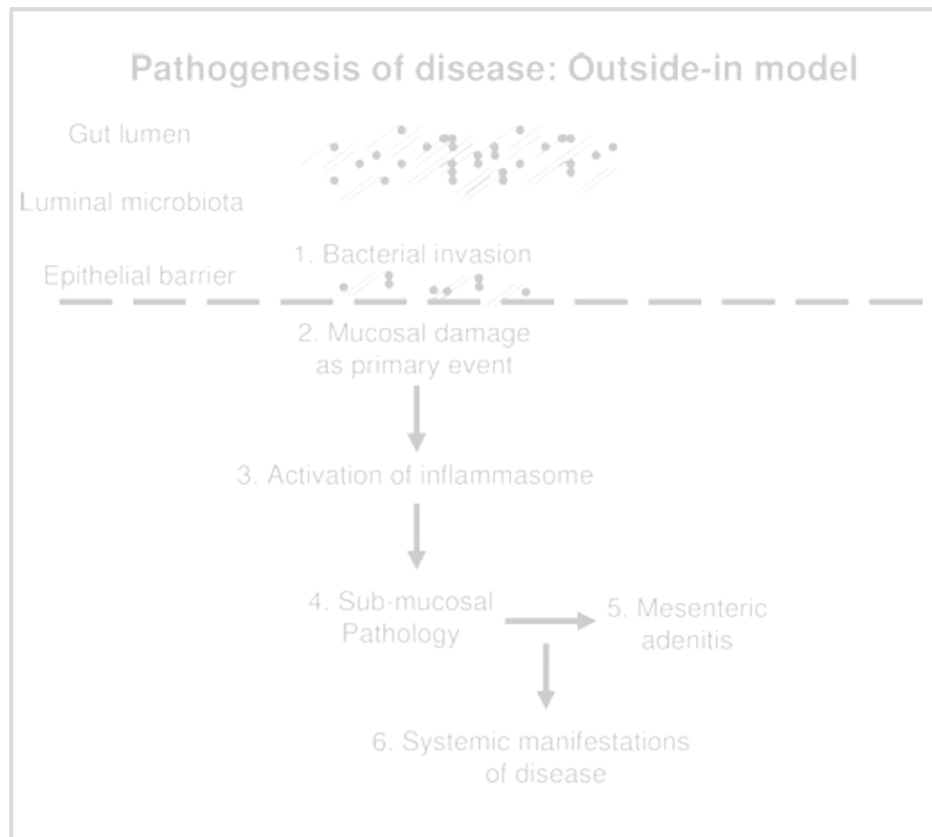 Pathogenesis of disease: Outside-in model
Gut lumen
Luminal microbiota
1. Bacterial invasion
Epithelial barrier
2. Mucosal damage
as primary event
3. Activation of inflammasome
4. Sub-mucosal
Pathology
5. Mesenteric
adenitis
6. Systemic manifestations
of disease